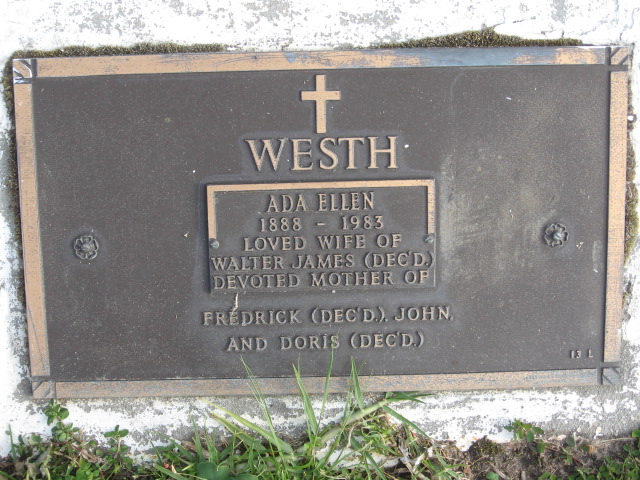 WESTH
ADA ELLEN
1888 - 1983
LOVED WIFE OF
WALTER JAMES (DEC'D.)
DEVOTED MOTHER OF
FREDRICK (DEC'D.), JOHN,
AND DORIS (DEC'D.)
13 L